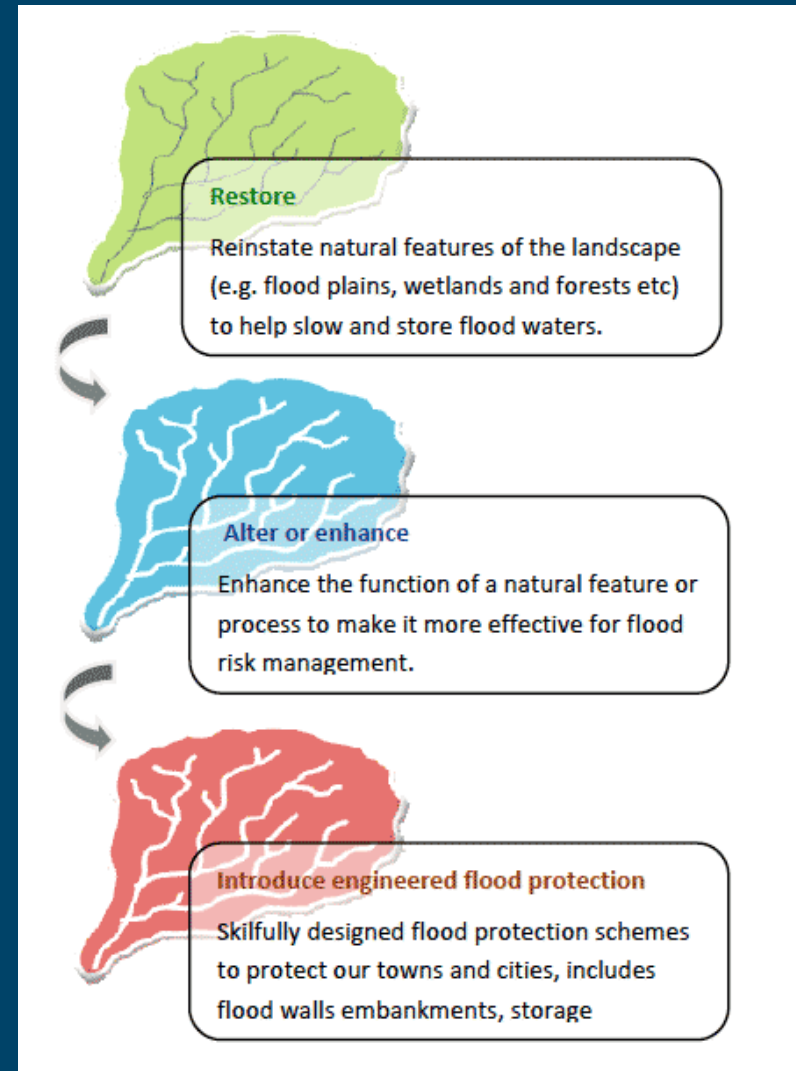 Restore
Reinstate natural features of the landscape
(e.g. flood plains, wetlands and forests etc)
to help slow and store flood waters.
Alter or enhance
Enhance the function of a natural feature or
process to make it more effective for flood
risk management.
Introduce engineered flood protection
Skilfully designed flood protection schemes
to protect our towns and cities, includes
flood walls embankments, storage